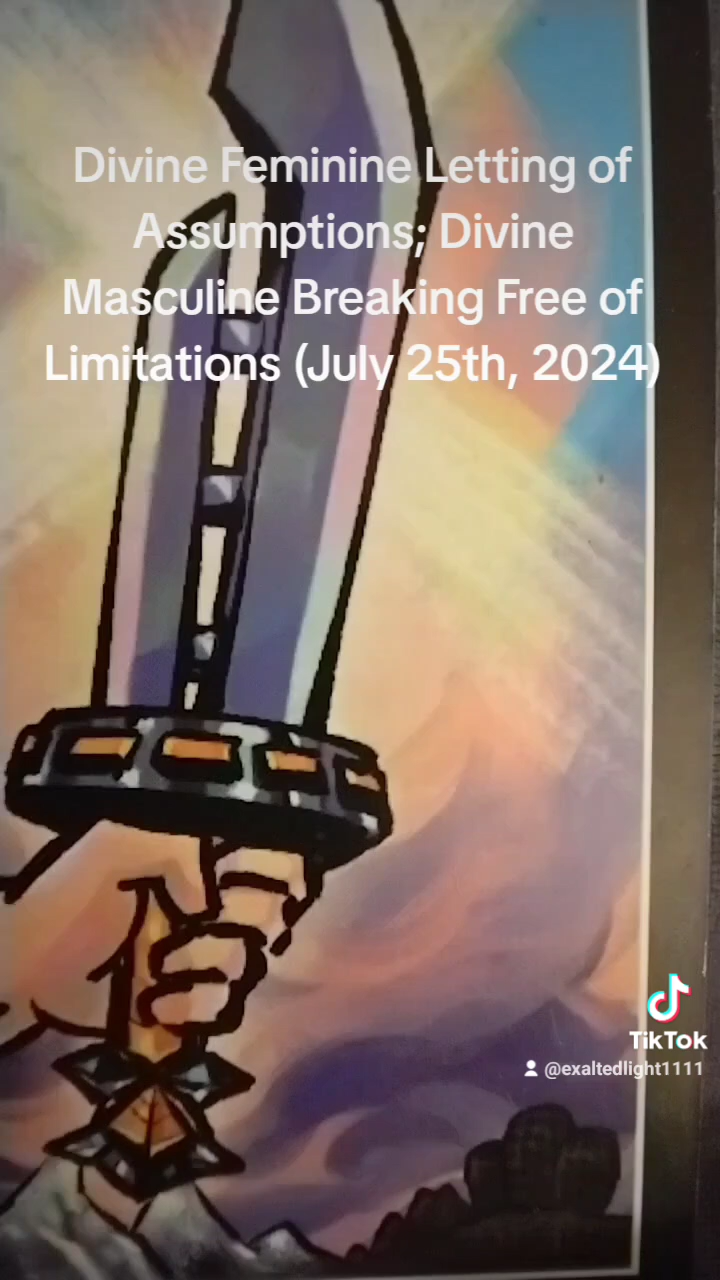 Divine Feminine Letting of
Assumptions; Divine
Masculine Breaking Free of
Limitations (July 25th, 2024)
TikTok
@exaltedlight1111